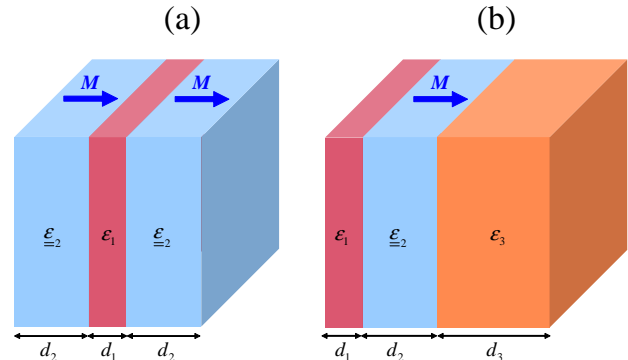 (a) (b)
M M M
ε₂ ε₁ ε₂ ε₁ ε₂ ε₃
d₂ d₁ d₂ d₁ d₂ d₃